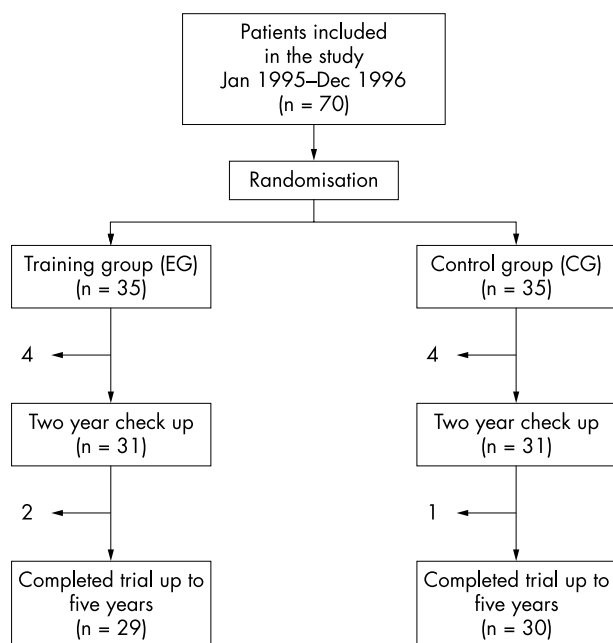 Patients included
in the study
Jan 1995–Dec 1996
(n = 70)
Randomisation
Training group (EG)
(n = 35)
Control group (CG)
(n = 35)
4
4
Two year check up
(n = 31)
Two year check up
(n = 31)
2
1
Completed trial up to
five years
(n = 29)
Completed trial up to
five years
(n = 30)